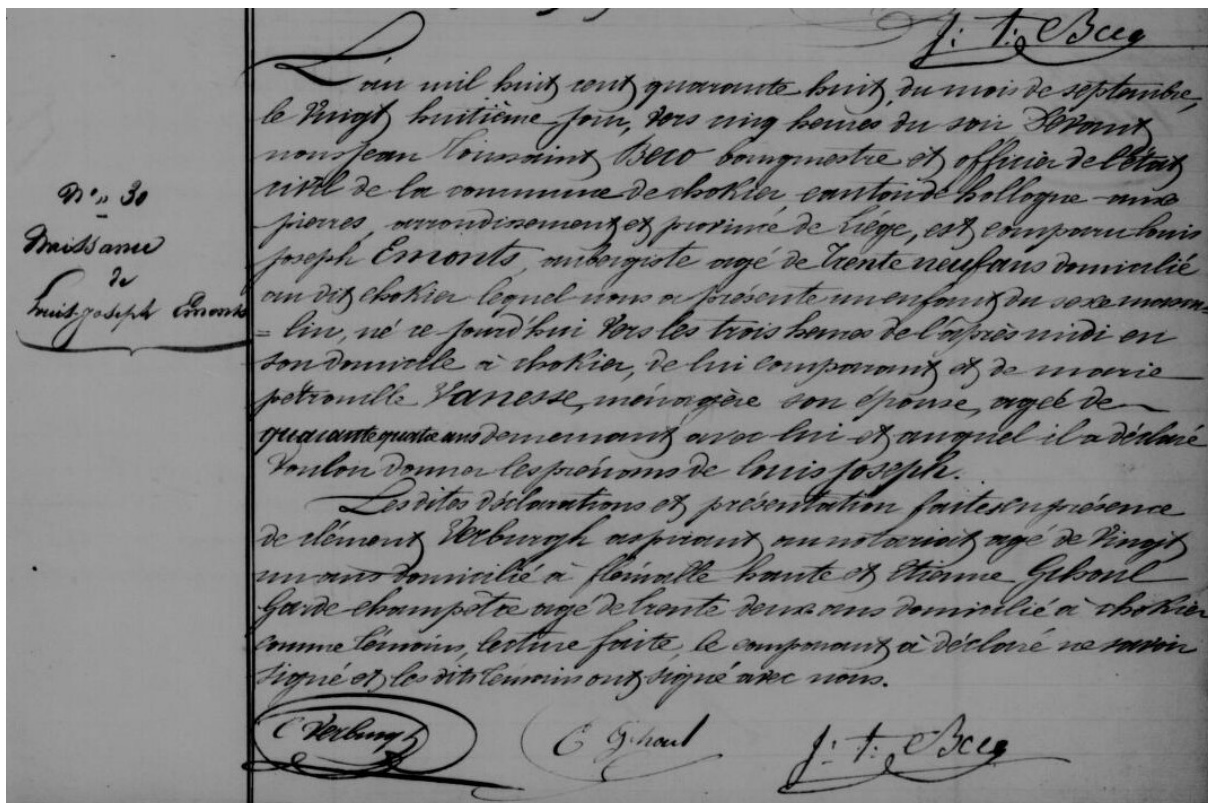 J: T: Beco
L'an mil huit cent quarante huit, du mois de septembre,
le Vingt huitième jour, vers cinq heures du soir Devant
nous Jean Toussaint Beco bourgmestre et officier de l'état
civil de la commune de chokier canton de hollogne aux
pierres, arrondissement et province de Liége, est comparu louis
joseph Emonts, aubergiste agé de Trente neuf ans domicilié
au dit chokier lequel nous a présenté un enfant du sexe mascu=
=lin, né ce jourd'hui vers les trois heures de l'après midi en
son domicile à chokier, de lui comparant et de marie
pétronille Vanesse, ménagère son épouse, ageé de
quarante quatre ans demeurant avec lui et auquel il a déclaré
Vouloir donner les prénoms de louis joseph.
Les dites déclarations et présentation faites en présence
de clément Verburgh aspirant au notariat agé de Vingt
un ans domicilié à flémalle haute et Etienne Gihoul
Garde champêtre agé de trente deux ans domicilié à chokier
comme témoins, lecture faite, le comparant à déclaré ne savoir
signé et les dits témoins ont signé avec nous.
N° 30
Naissance
de
Louis joseph Emonts
C Verburgh
E Gihoul
J: T: Beco